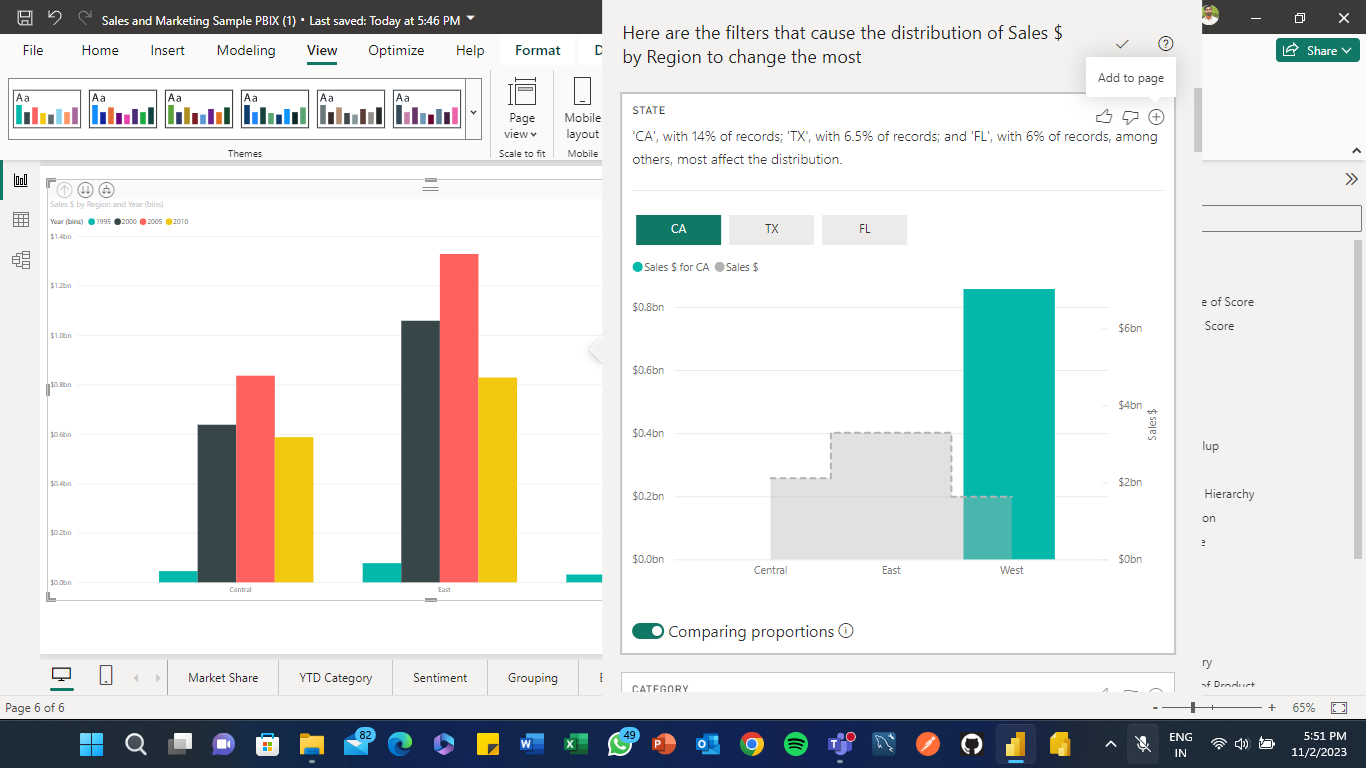 Sales and Marketing Sample PBIX (1) • Last saved: Today at 5:46 PM
File Home Insert Modeling View Optimize Help Format D
Share
Aa Aa Aa Aa Aa Aa
Page view
Mobile layout
Themes
Scale to fit
Mobile
Here are the filters that cause the distribution of Sales $
by Region to change the most
Add to page
STATE
'CA', with 14% of records; 'TX', with 6.5% of records; and 'FL', with 6% of records, among
others, most affect the distribution.
CA TX FL
Sales $ for CA Sales $
$0.8bn
$0.6bn
$0.4bn
$0.2bn
$0.0bn
$6bn
$4bn
$2bn
$0bn
Sales $
Central East West
Comparing proportions
CATEGORY
Sales $ by Region and Year (bins)
Year (bins) 1995 2000 2005 2010
$1.4bn
$1.2bn
$1.0bn
$0.8bn
$0.6bn
$0.4bn
$0.2bn
$0.0bn
Central East
e of Score
Score
lup
Hierarchy
on
e
ry
of Product
Market Share YTD Category Sentiment Grouping
Page 6 of 6
- + 65%
82
49
ENG
IN
5:51 PM
11/2/2023